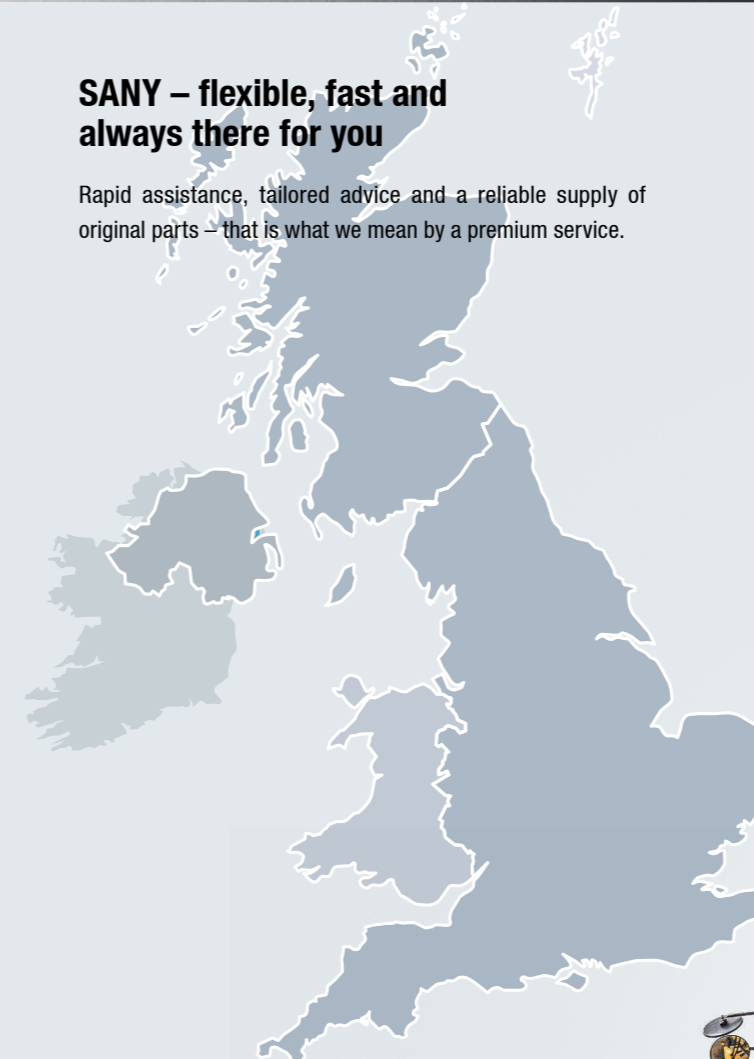 SANY – flexible, fast and
always there for you
Rapid assistance, tailored advice and a reliable supply of
original parts – that is what we mean by a premium service.